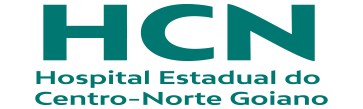 HCN
Hospital Estadual do
Centro-Norte Goiano